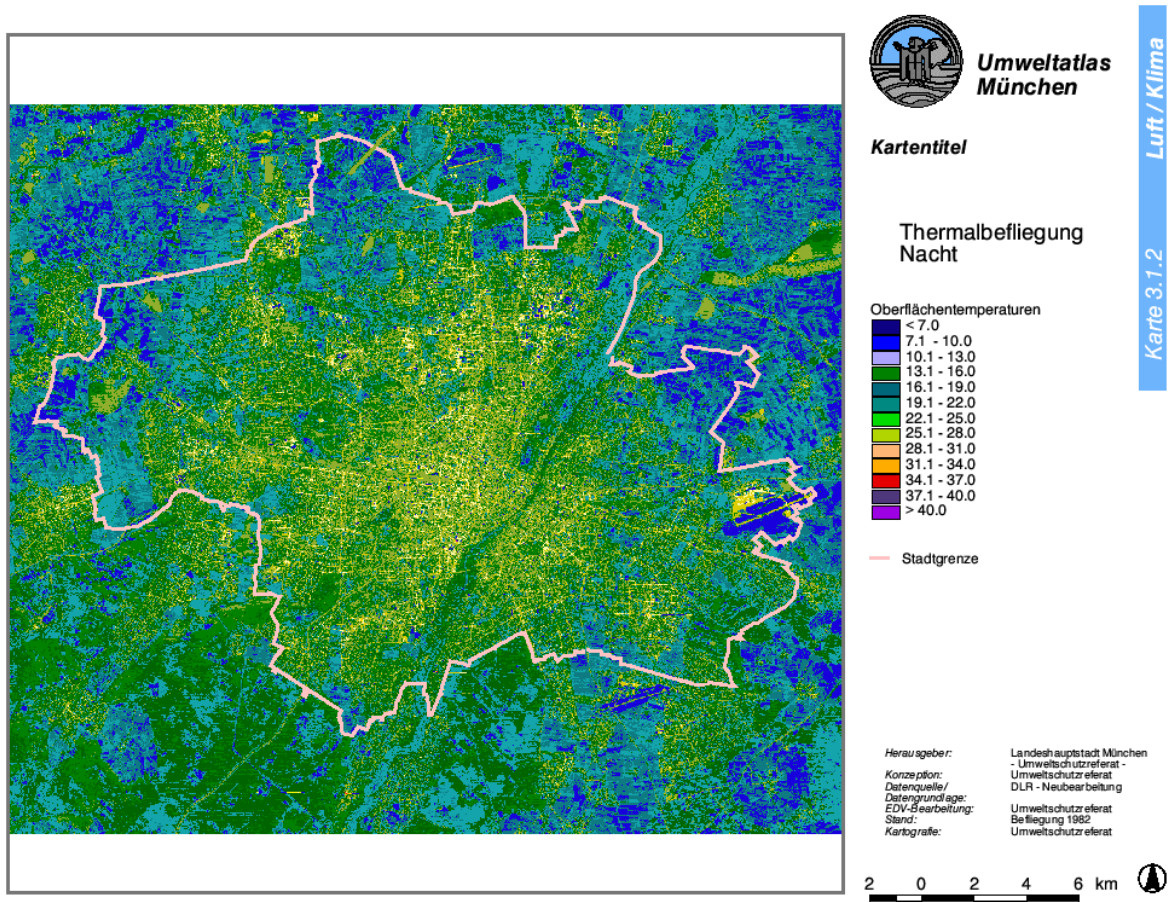 Umweltatlas
München
Luft / Klima
Karte 3.1.2
Kartentitel
Thermalbefliegung
Nacht
Oberflächentemperaturen
< 7.0
7.1 - 10.0
10.1 - 13.0
13.1 - 16.0
16.1 - 19.0
19.1 - 22.0
22.1 - 25.0
25.1 - 28.0
28.1 - 31.0
31.1 - 34.0
34.1 - 37.0
37.1 - 40.0
> 40.0
Stadtgrenze
Herausgeber: Landeshauptstadt München
- Umweltschutzreferat -
Konzeption: Umweltschutzreferat
Datenquelle/ DLR - Neubearbeitung
Datengrundlage:
EDV-Bearbeitung: Umweltschutzreferat
Stand: Befliegung 1982
Kartografie: Umweltschutzreferat
2 0 2 4 6 km